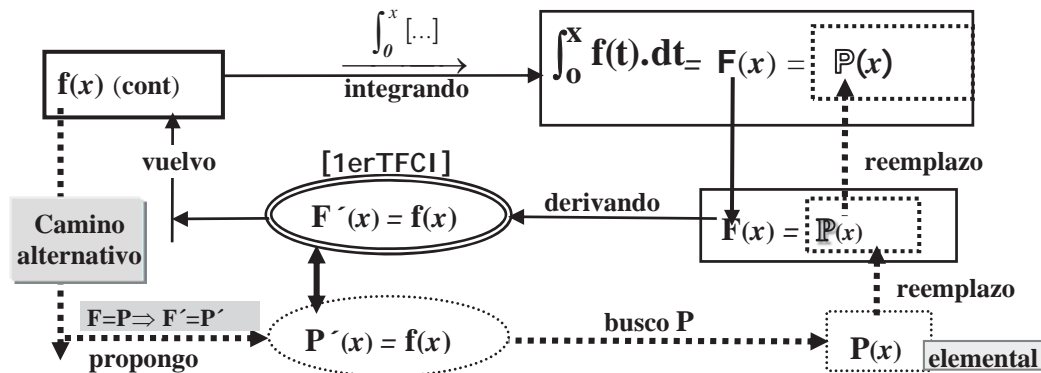 ∫₀ˣ [...]
integrando
f(x) (cont)
∫₀ˣ f(t).dt = F(x) = ℙ(x)
vuelvo
reemplazo
[1erTFCI]
F´(x) = f(x)
derivando
F(x) = ℙ(x)
Camino
alternativo
reemplazo
F=P⇒ F´=P´
propongo
P´(x) = f(x)
busco P
P(x)
elemental